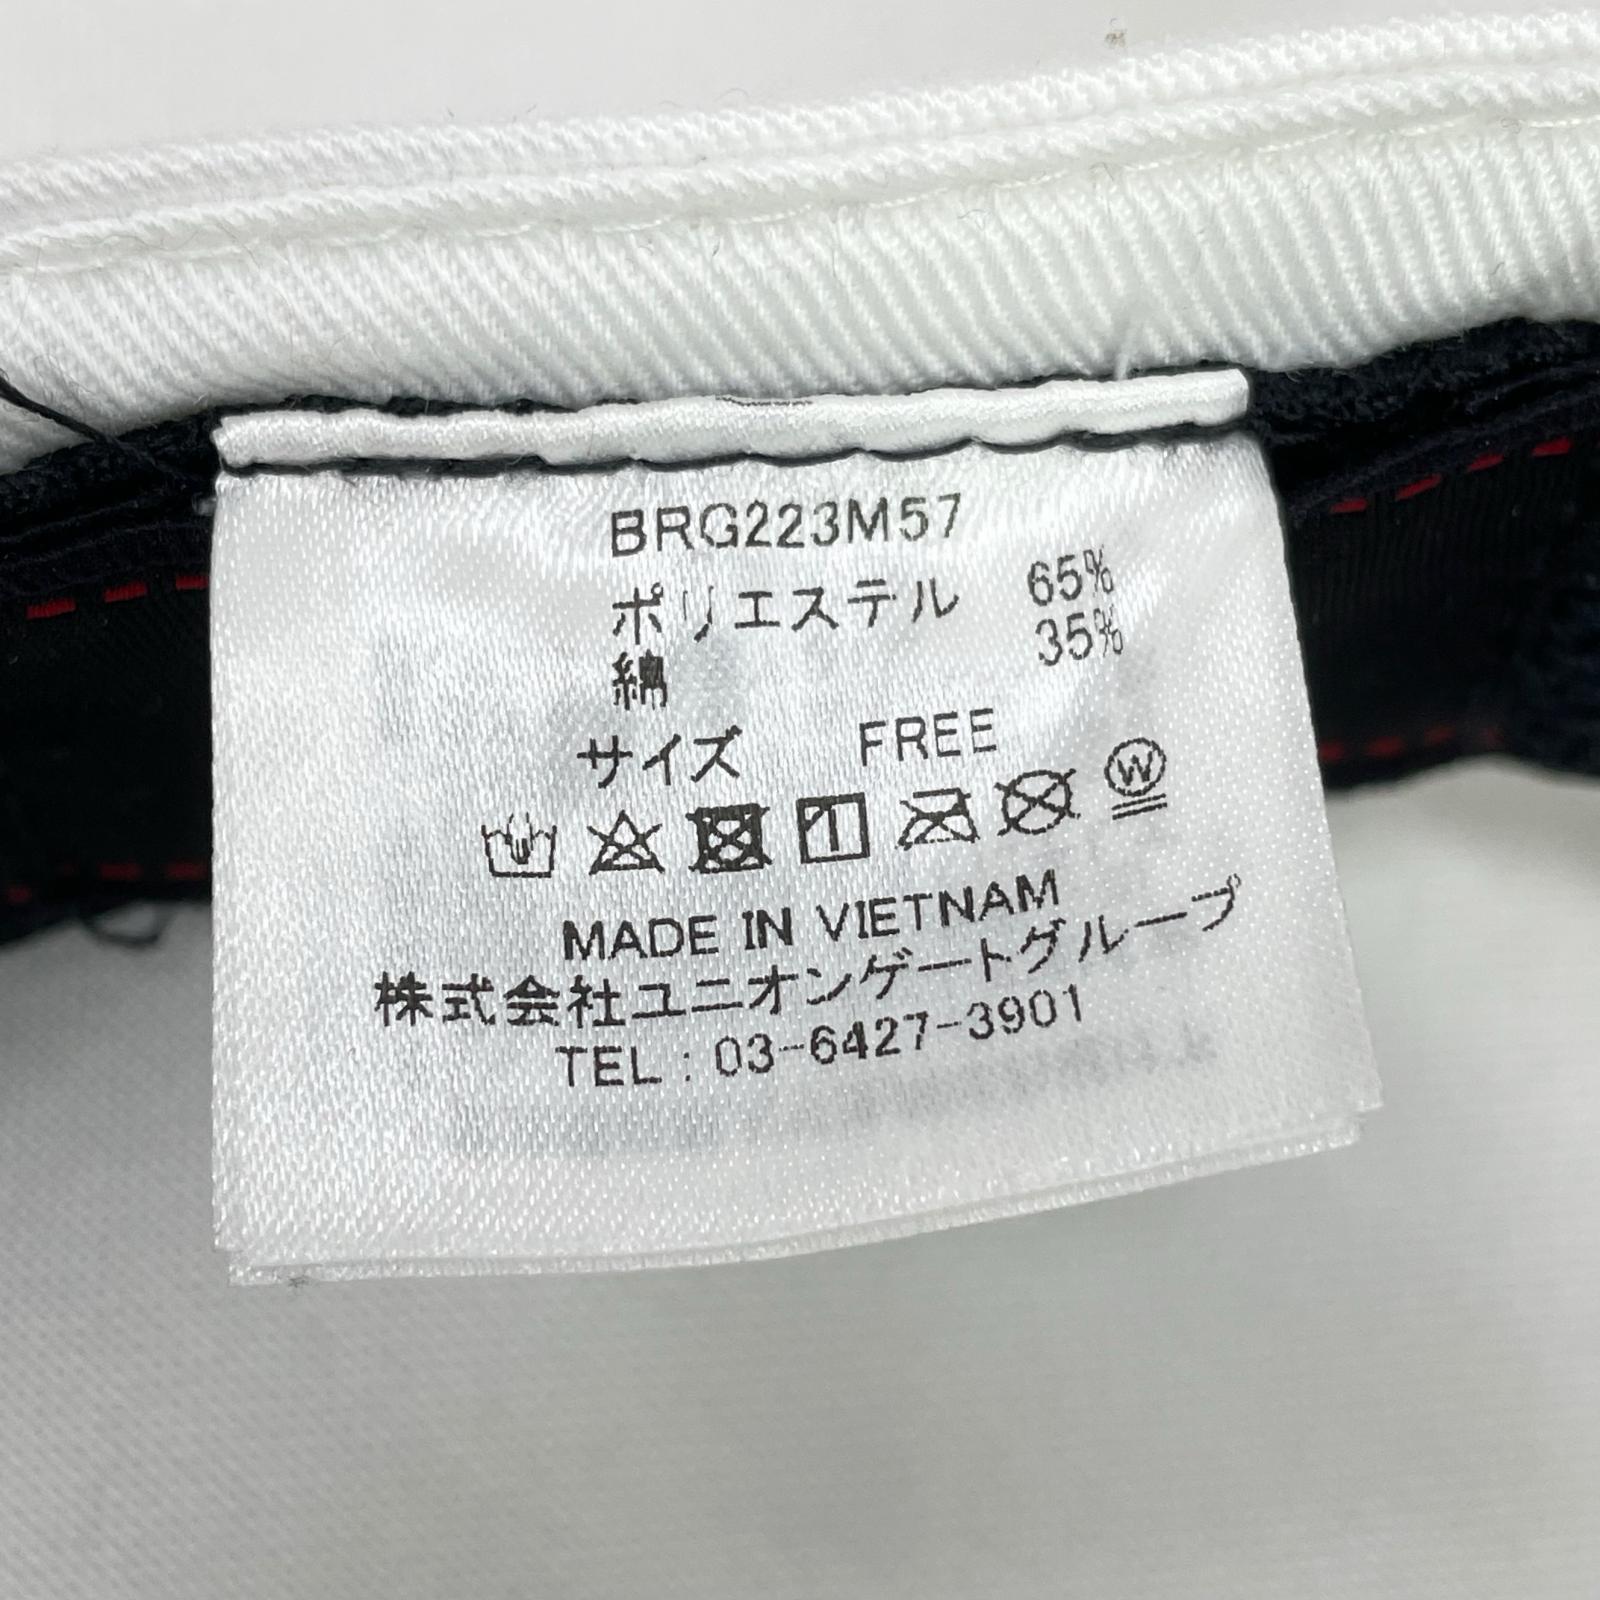 BRG223M57
ポリエステル 65%
綿 35%
サイズ FREE
W
MADE IN VIETNAM
株式会社ユニオンゲートグループ
TEL : 03-6427-3901